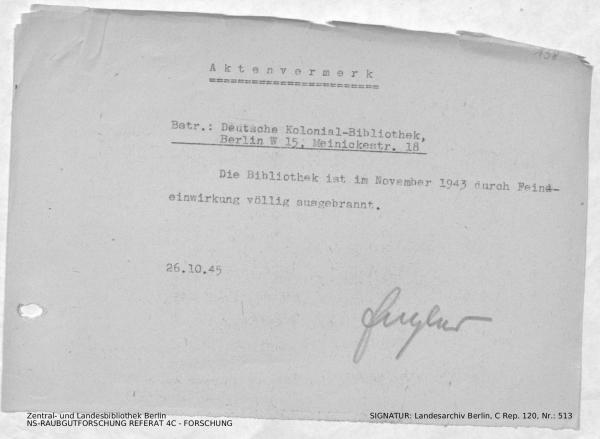 138
Aktenvermerk
========================
Betr.: Deutsche Kolonial-Bibliothek,
Berlin W 15, Meinickestr. 18
Die Bibliothek ist im November 1943 durch Feind-
einwirkung völlig ausgebrannt.
26.10.45
Zentral- und Landesbibliothek Berlin
NS-RAUBGUTFORSCHUNG REFERAT 4C - FORSCHUNG
SIGNATUR: Landesarchiv Berlin, C Rep. 120, Nr.: 513